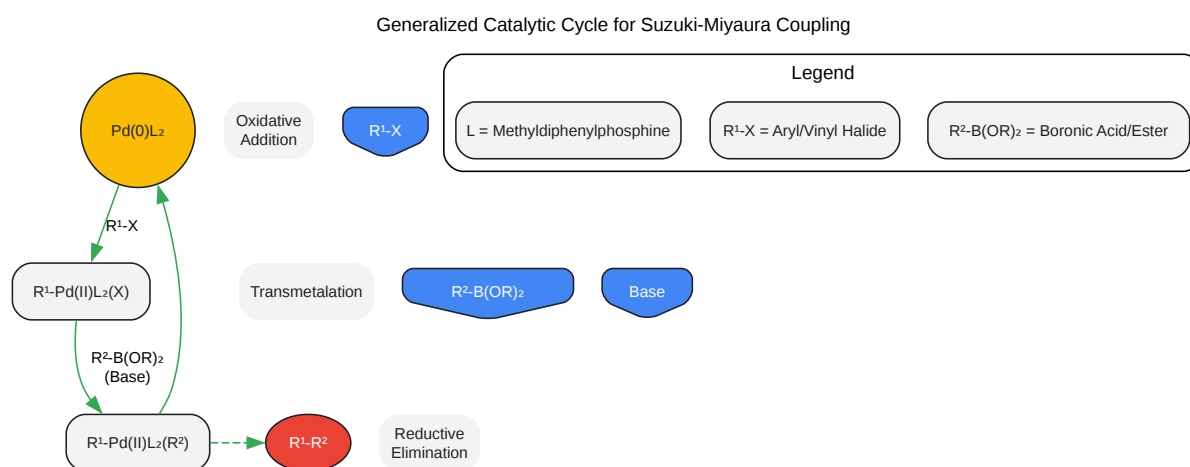 Generalized Catalytic Cycle for Suzuki-Miyaura Coupling
Legend
Pd(0)L₂
Oxidative
Addition
R¹-X
L = Methyldiphenylphosphine
R¹-X = Aryl/Vinyl Halide
R²-B(OR)₂ = Boronic Acid/Ester
R¹-X
R¹-Pd(II)L₂(X)
Transmetalation
R²-B(OR)₂
Base
R²-B(OR)₂
(Base)
R¹-Pd(II)L₂(R²)
R¹-R²
Reductive
Elimination